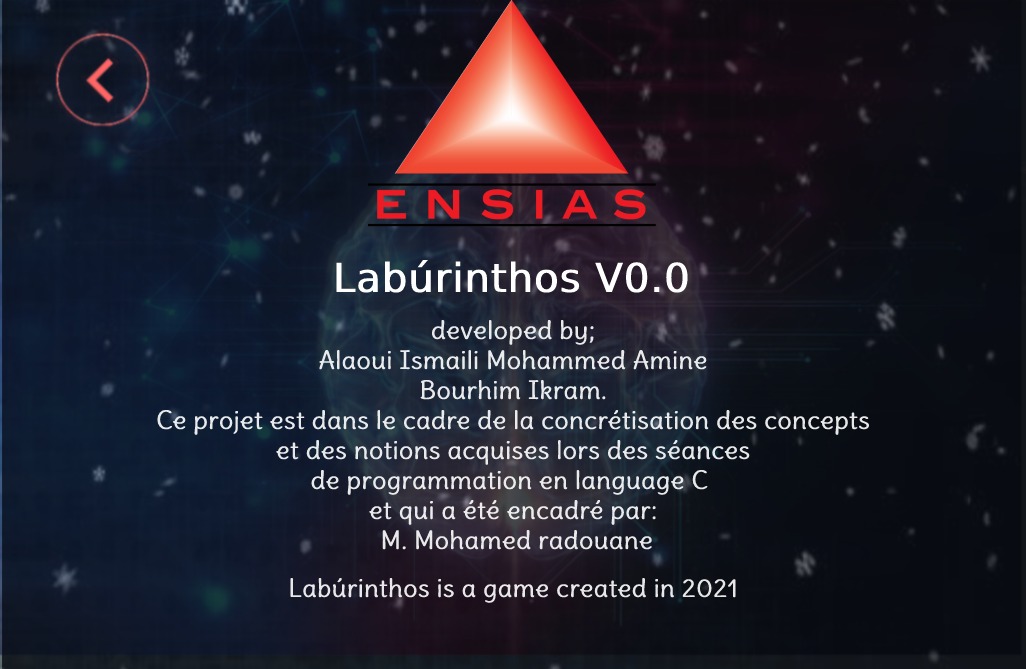 ENSIAS
Labúrinthos V0.0
developed by;
Alaoui Ismaili Mohammed Amine
Bourhim Ikram.
Ce projet est dans le cadre de la concrétisation des concepts
et des notions acquises lors des séances
de programmation en language C
et qui a été encadré par:
M. Mohamed radouane
Labúrinthos is a game created in 2021